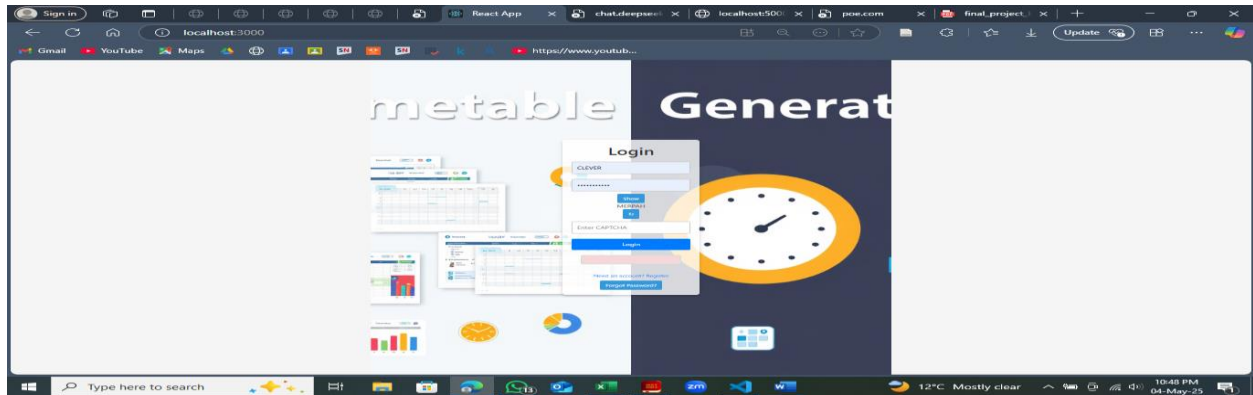 Sign in
React App
chat.deepseek
localhost:500
poe.com
final_project_
localhost:3000
Update
Gmail
YouTube
Maps
https://www.youtub...
metable Generat
Login
CLEVER
Show
Enter CAPTCHA
Login
Need an account? Register
Forgot Password?
Type here to search
12°C Mostly clear
10:48 PM
04-May-25